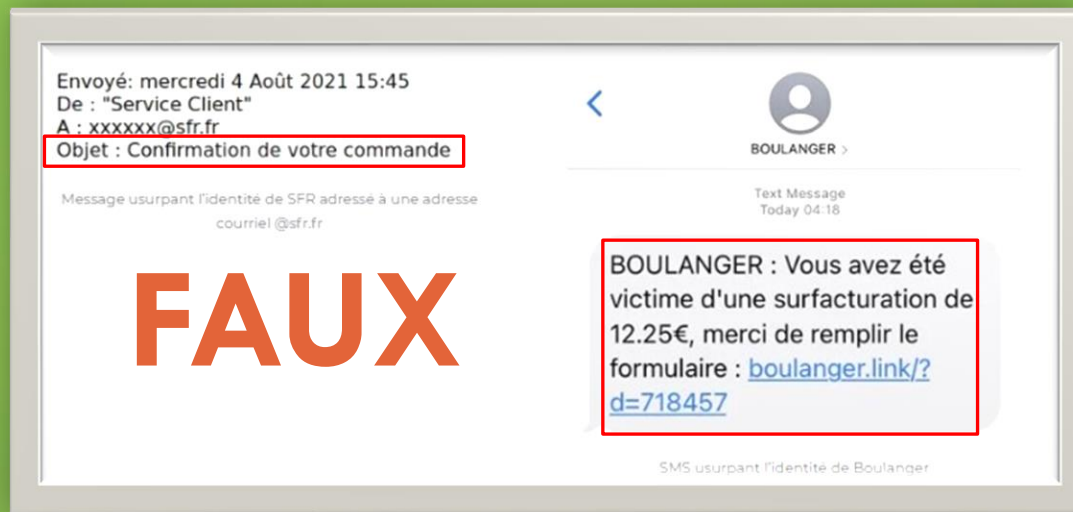 Envoyé: mercredi 4 Août 2021 15:45
De : "Service Client"
A : xxxxxx@sfr.fr
Objet : Confirmation de votre commande
Message usurpant l'identité de SFR adressé à une adresse
courriel @sfr.fr
FAUX
BOULANGER >
Text Message
Today 04:18
BOULANGER : Vous avez été
victime d'une surfacturation de
12.25€, merci de remplir le
formulaire : boulanger.link/?
d=718457
SMS usurpant l'identité de Boulanger